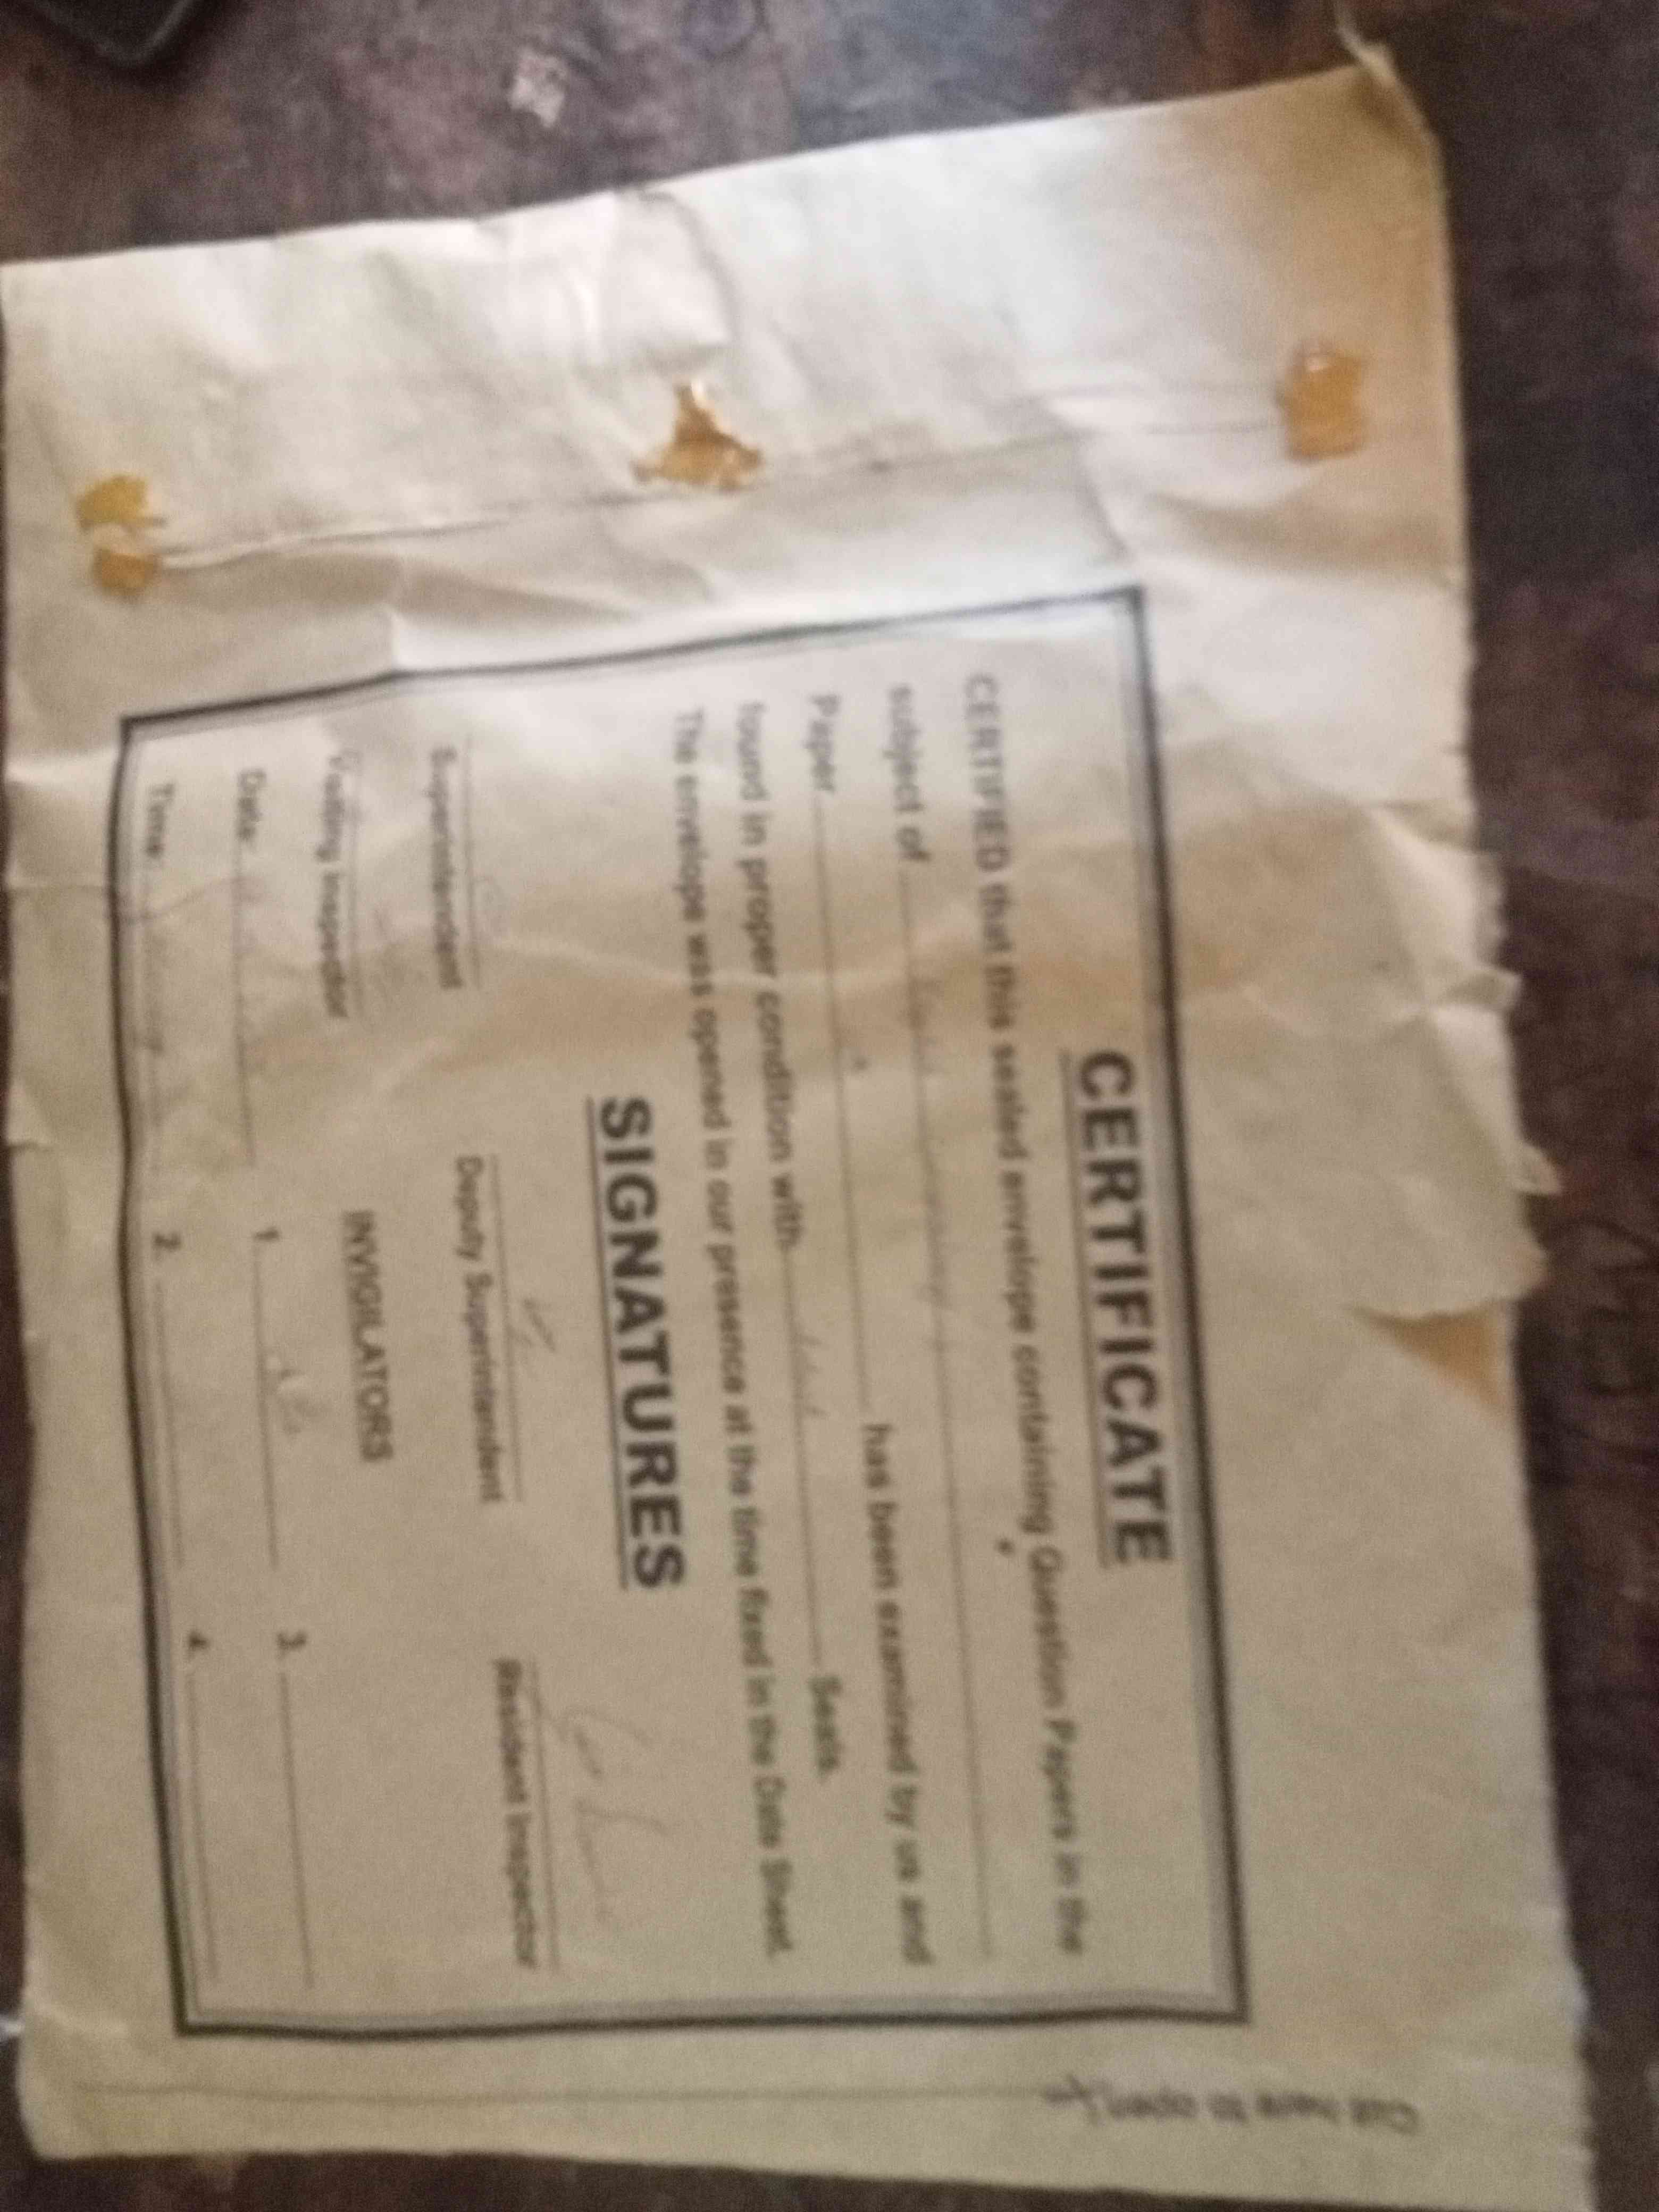 CERTIFICATE
CERTIFIED that this sealed envelope containing Question Papers in the
subject of
Paper has been examined by us and
found in proper condition with Seals.
The envelope was opened in our presence at the time fixed in the Date Sheet.
SIGNATURES
Superintendent Deputy Superintendent Resident Inspector
Visiting Inspector INVIGILATORS
Date: 1. 3.
Time: 2. 4.
Cut here to open